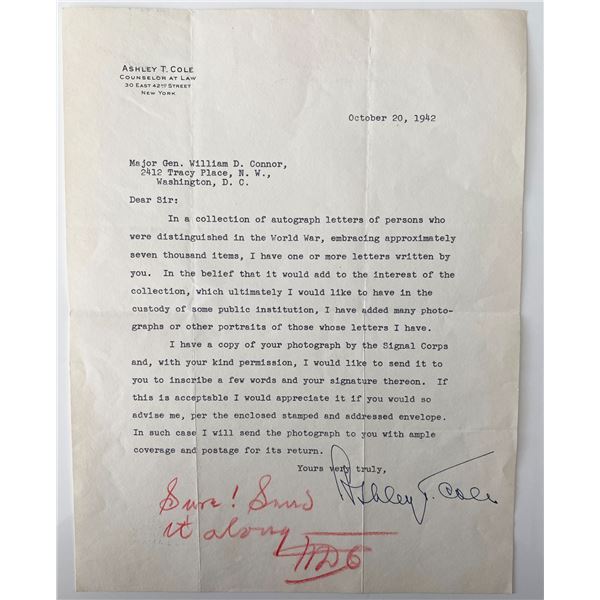 ASHLEY T. COLE
COUNSELOR AT LAW
30 EAST 42ND STREET
NEW YORK
October 20, 1942
Major Gen. William D. Connor,
2412 Tracy Place, N. W.,
Washington, D. C.
Dear Sir:
In a collection of autograph letters of persons who
were distinguished in the World War, embracing approximately
seven thousand items, I have one or more letters written by
you. In the belief that it would add to the interest of the
collection, which ultimately I would like to have in the
custody of some public institution, I have added many photo-
graphs or other portraits of those whose letters I have.
I have a copy of your photograph by the Signal Corps
and, with your kind permission, I would like to send it to
you to inscribe a few words and your signature thereon. If
this is acceptable I would appreciate it if you would so
advise me, per the enclosed stamped and addressed envelope.
In such case I will send the photograph to you with ample
coverage and postage for its return.
Yours very truly,
Ashley T. Cole
Sure! Send
it along
WDC